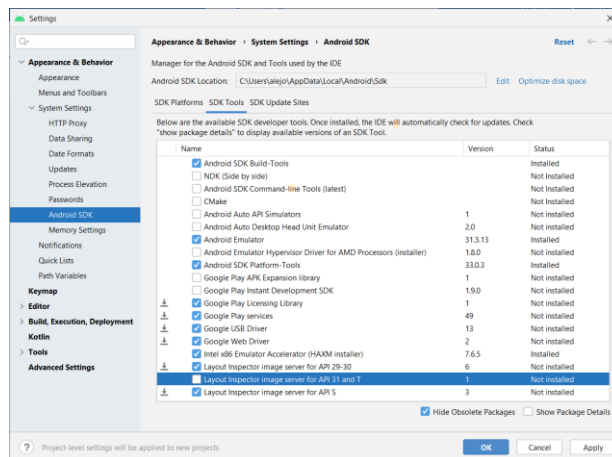 Settings
Appearance & Behavior
Appearance
Menus and Toolbars
System Settings
HTTP Proxy
Data Sharing
Date Formats
Updates
Process Elevation
Passwords
Android SDK
Memory Settings
Notifications
Quick Lists
Path Variables
Keymap
Editor
Build, Execution, Deployment
Kotlin
Tools
Advanced Settings
Appearance & Behavior › System Settings › Android SDK Reset
Manager for the Android SDK and Tools used by the IDE
Android SDK Location: C:\Users\alejo\AppData\Local\Android\Sdk Edit Optimize disk space
SDK Platforms SDK Tools SDK Update Sites
Below are the available SDK developer tools. Once installed, the IDE will automatically check for updates. Check
"show package details" to display available versions of an SDK Tool.
Name Version Status
Android SDK Build-Tools Installed
NDK (Side by side) Not Installed
Android SDK Command-line Tools (latest) Not Installed
CMake Not Installed
Android Auto API Simulators 1 Not installed
Android Auto Desktop Head Unit Emulator 2.0 Not installed
Android Emulator 31.3.13 Installed
Android Emulator Hypervisor Driver for AMD Processors (installer) 1.8.0 Not installed
Android SDK Platform-Tools 33.0.3 Installed
Google Play APK Expansion library 1 Not installed
Google Play Instant Development SDK 1.9.0 Not installed
Google Play Licensing Library 1 Not installed
Google Play services 49 Not installed
Google USB Driver 13 Not installed
Google Web Driver 2 Not installed
Intel x86 Emulator Accelerator (HAXM installer) 7.6.5 Installed
Layout Inspector image server for API 29-30 6 Not installed
Layout Inspector image server for API 31 and T 1 Not installed
Layout Inspector image server for API S 3 Not installed
Hide Obsolete Packages Show Package Details
? Project-level settings will be applied to new projects
OK Cancel Apply